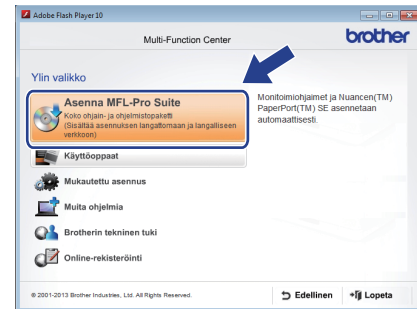 Adobe Flash Player 10
Multi-Function Center
brother
Ylin valikko
Asenna MFL-Pro Suite
Koko ohjain- ja ohjelmistopaketti
(Sisältää asennuksen langattomaan ja langalliseen
verkkoon)
Monitoimiohjaimet ja Nuancen(TM)
PaperPort(TM) SE asennetaan
automaattisesti.
Käyttöoppaat
Mukautettu asennus
Muita ohjelmia
Brotherin tekninen tuki
Online-rekisteröinti
© 2001-2013 Brother Industries, Ltd. All Rights Reserved.
Edellinen
Lopeta